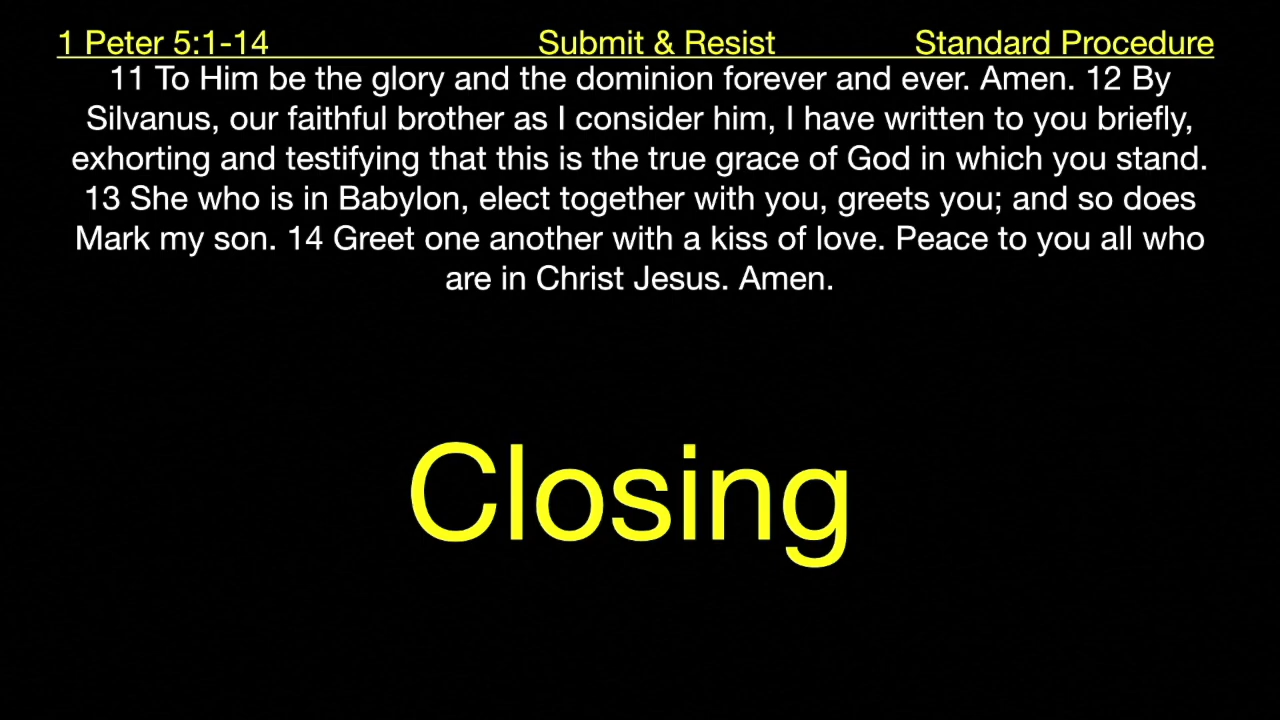 1 Peter 5:1-14 Submit & Resist Standard Procedure
11 To Him be the glory and the dominion forever and ever. Amen. 12 By
Silvanus, our faithful brother as I consider him, I have written to you briefly,
exhorting and testifying that this is the true grace of God in which you stand.
13 She who is in Babylon, elect together with you, greets you; and so does
Mark my son. 14 Greet one another with a kiss of love. Peace to you all who
are in Christ Jesus. Amen.
Closing